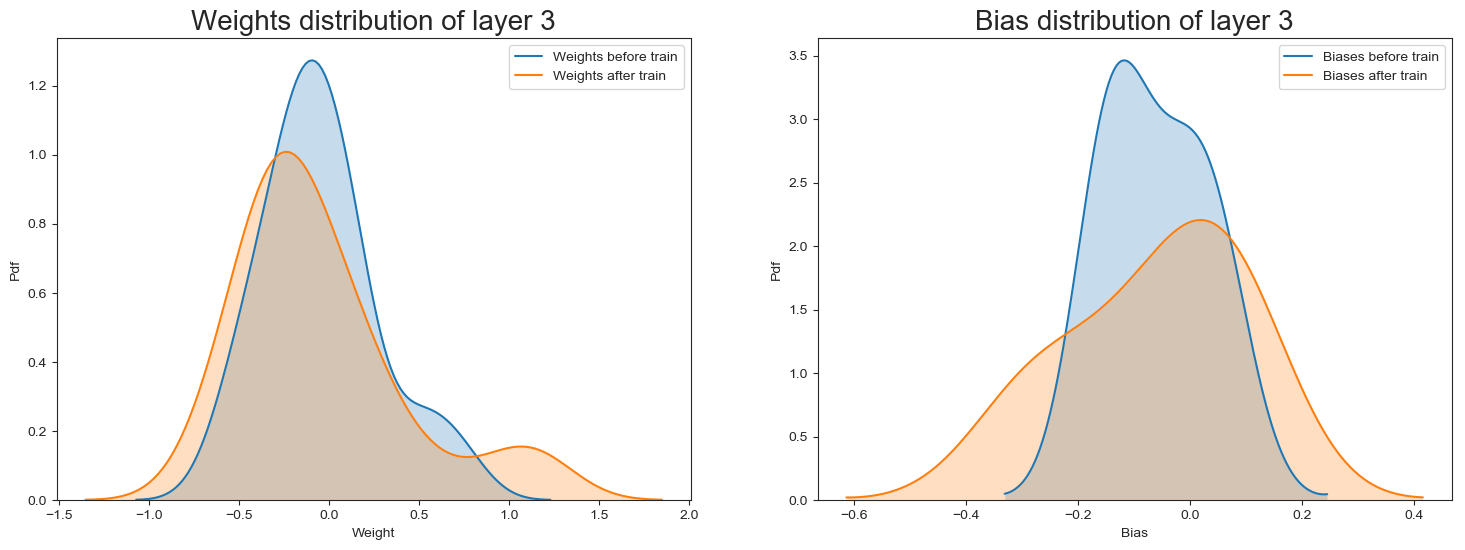 Weights distribution of layer 3
Weights before train
Weights after train
1.2
1.0
0.8
0.6
0.4
0.2
0.0
Pdf
−1.5
−1.0
−0.5
0.0
0.5
1.0
1.5
2.0
Weight
Bias distribution of layer 3
Biases before train
Biases after train
3.5
3.0
2.5
2.0
1.5
1.0
0.5
0.0
Pdf
−0.6
−0.4
−0.2
0.0
0.2
0.4
Bias